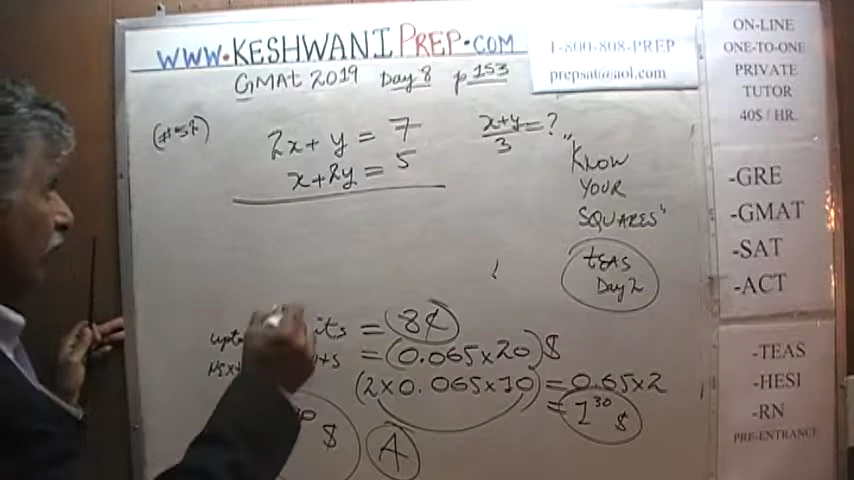 WWW.KESHWANIPREP.COM
1-800-808-PREP
prepsat@aol.com
GMAT 2019 Day 8 p 153
2x + y = 7
x + 2y = 5
x+y/3 = ?
"KNOW
YOUR
SQUARES"
TEAS
Day 2
= 8¢
= (0.065 x 20) $
(2 x 0.065 x 10) = 0.65 x 2
= 1 30 $
$
A
ON-LINE
ONE-TO-ONE
PRIVATE
TUTOR
40$ / HR.
-GRE
-GMAT
-SAT
-ACT
-TEAS
-HESI
-RN
PRE-ENTRANCE